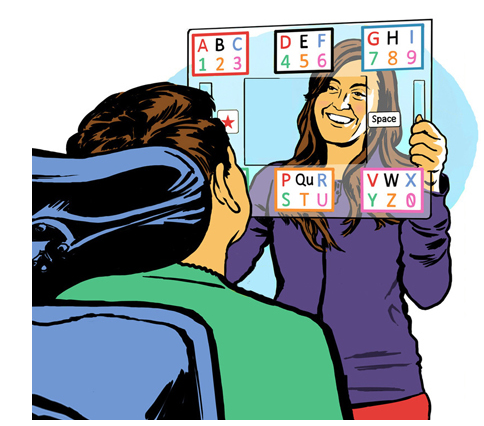 A B C
1 2 3
D E F
4 5 6
G H I
7 8 9
Space
P Qu R
S T U
V W X
Y Z 0